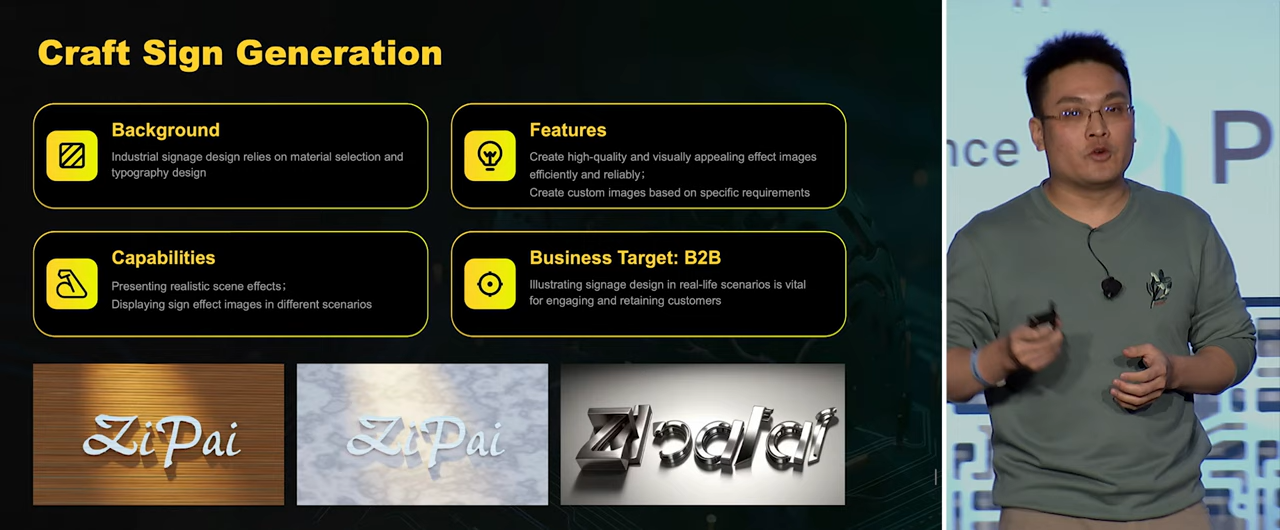 Craft Sign Generation
Background
Industrial signage design relies on material selection and
typography design
Features
Create high-quality and visually appealing effect images
efficiently and reliably;
Create custom images based on specific requirements
Capabilities
Presenting realistic scene effects;
Displaying sign effect images in different scenarios
Business Target: B2B
Illustrating signage design in real-life scenarios is vital
for engaging and retaining customers
ZiPai
ZiPai
nce
P